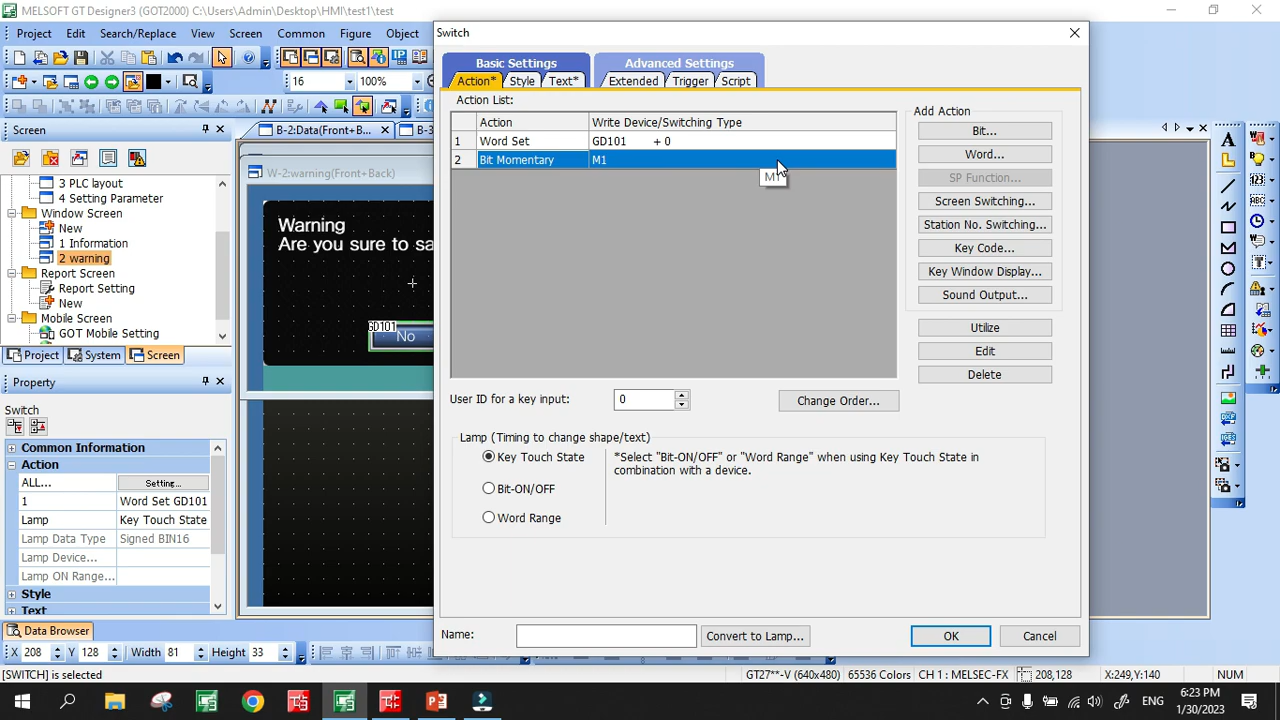 MELSOFT GT Designer3 (GOT2000) C:\Users\Admin\Desktop\HMI\test1\test
Project Edit Search/Replace View Screen Common Figure Object
16 100%
Screen
3 PLC layout
4 Setting Parameter
Window Screen
New
1 Information
2 warning
Report Screen
Report Setting
New
Mobile Screen
GOT Mobile Setting
Project System Screen
Property
Switch
Common Information
Action
ALL... Setting...
1 Word Set GD101
Lamp Key Touch State
Lamp Data Type Signed BIN16
Lamp Device...
Lamp ON Range...
Style
Text
Data Browser
X 208 Y 128 Width 81 Height 33
[SWITCH] is selected
B-2:Data(Front+Bac...
B-3
W-2:warning(Front+Back)
Warning
Are you sure to sa
GD101
No
Switch
Basic Settings Advanced Settings
Action* Style Text* Extended Trigger Script
Action List:
Action Write Device/Switching Type
1 Word Set GD101 + 0
2 Bit Momentary M1
M1
Add Action
Bit...
Word...
SP Function...
Screen Switching...
Station No. Switching...
Key Code...
Key Window Display...
Sound Output...
Utilize
Edit
Delete
User ID for a key input: 0 Change Order...
Lamp (Timing to change shape/text)
Key Touch State
Bit-ON/OFF
Word Range
*Select "Bit-ON/OFF" or "Word Range" when using Key Touch State in
combination with a device.
Name: Convert to Lamp... OK Cancel
GT27**-V (640x480) 65536 Colors CH 1 : MELSEC-FX 208,128 X:249,Y:140 NUM
ENG
6:23 PM
1/30/2023